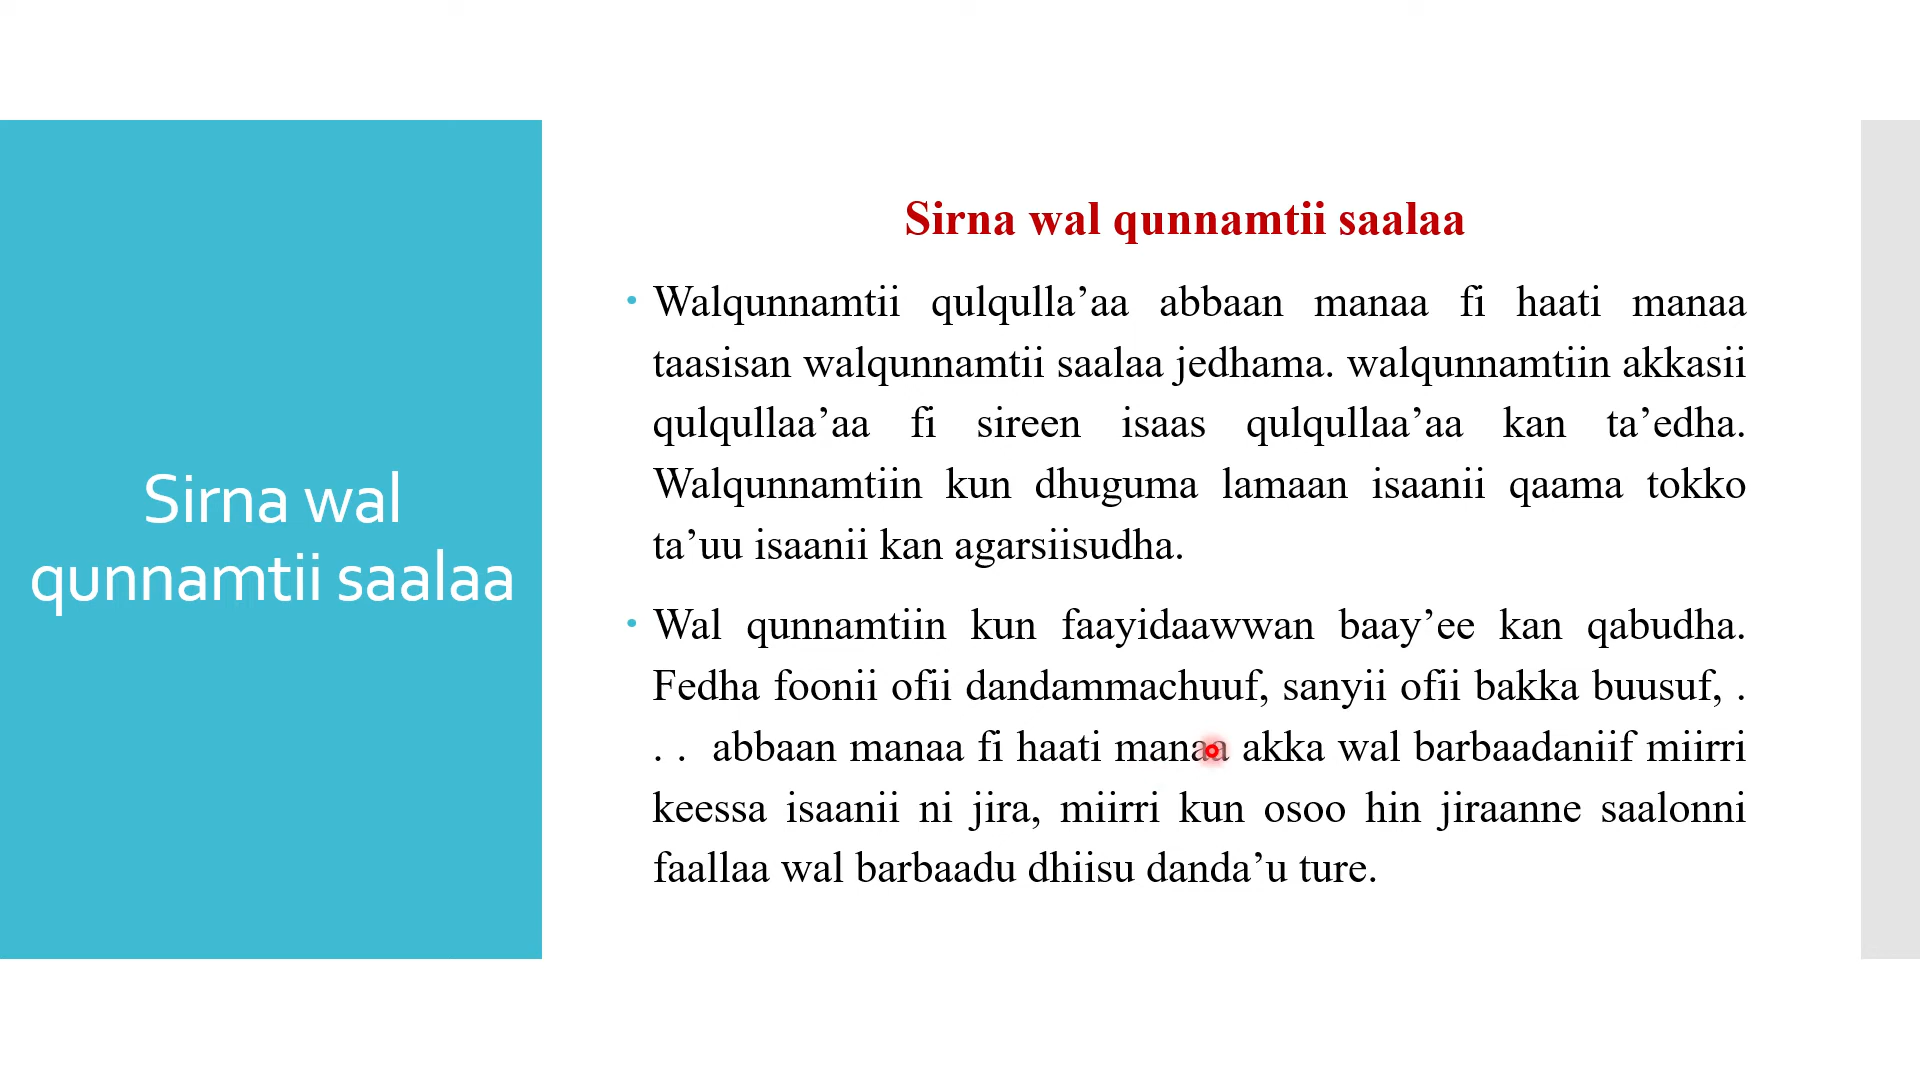 Sirna wal
qunnamtii saalaa
Sirna wal qunnamtii saalaa
• Walqunnamtii qulqulla’aa abbaan manaa fi haati manaa
taasisan walqunnamtii saalaa jedhama. walqunnamtiin akkasii
qulqullaa’aa fi sireen isaas qulqullaa’aa kan ta’edha.
Walqunnamtiin kun dhuguma lamaan isaanii qaama tokko
ta’uu isaanii kan agarsiisudha.
• Wal qunnamtiin kun faayidaawwan baay’ee kan qabudha.
Fedha foonii ofii dandammachuuf, sanyii ofii bakka buusuf, .
. . abbaan manaa fi haati manaa akka wal barbaadaniif miirri
keessa isaanii ni jira, miirri kun osoo hin jiraanne saalonni
faallaa wal barbaadu dhiisu danda’u ture.